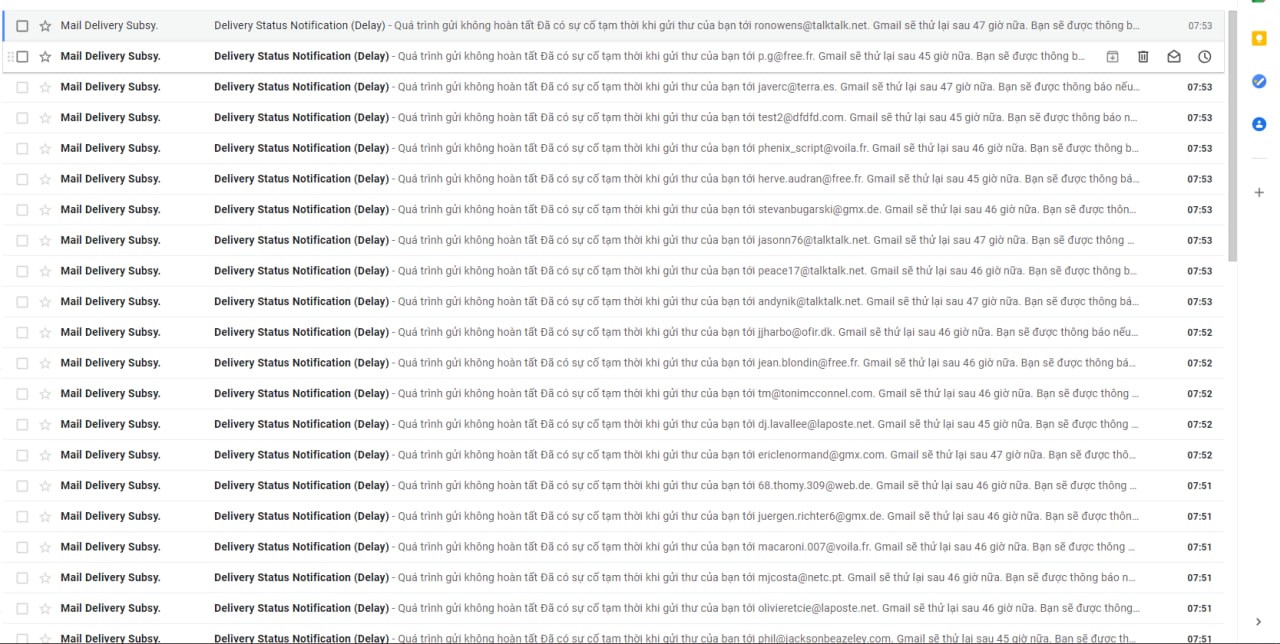 Mail Delivery Subsy. Delivery Status Notification (Delay) - Quá trình gửi không hoàn tất Đã có sự cố tạm thời khi gửi thư của bạn tới ronowens@talktalk.net. Gmail sẽ thử lại sau 47 giờ nữa. Bạn sẽ được thông b... 07:53
Mail Delivery Subsy. Delivery Status Notification (Delay) - Quá trình gửi không hoàn tất Đã có sự cố tạm thời khi gửi thư của bạn tới p.g@free.fr. Gmail sẽ thử lại sau 45 giờ nữa. Bạn sẽ được thông b...
Mail Delivery Subsy. Delivery Status Notification (Delay) - Quá trình gửi không hoàn tất Đã có sự cố tạm thời khi gửi thư của bạn tới javerc@terra.es. Gmail sẽ thử lại sau 47 giờ nữa. Bạn sẽ được thông báo nếu... 07:53
Mail Delivery Subsy. Delivery Status Notification (Delay) - Quá trình gửi không hoàn tất Đã có sự cố tạm thời khi gửi thư của bạn tới test2@dfdfd.com. Gmail sẽ thử lại sau 45 giờ nữa. Bạn sẽ được thông báo n... 07:53
Mail Delivery Subsy. Delivery Status Notification (Delay) - Quá trình gửi không hoàn tất Đã có sự cố tạm thời khi gửi thư của bạn tới phenix_script@voila.fr. Gmail sẽ thử lại sau 46 giờ nữa. Bạn sẽ được thông b... 07:53
Mail Delivery Subsy. Delivery Status Notification (Delay) - Quá trình gửi không hoàn tất Đã có sự cố tạm thời khi gửi thư của bạn tới herve.audran@free.fr. Gmail sẽ thử lại sau 45 giờ nữa. Bạn sẽ được thông bá... 07:53
Mail Delivery Subsy. Delivery Status Notification (Delay) - Quá trình gửi không hoàn tất Đã có sự cố tạm thời khi gửi thư của bạn tới stevanbugarski@gmx.de. Gmail sẽ thử lại sau 46 giờ nữa. Bạn sẽ được thôn... 07:53
Mail Delivery Subsy. Delivery Status Notification (Delay) - Quá trình gửi không hoàn tất Đã có sự cố tạm thời khi gửi thư của bạn tới jasonn76@talktalk.net. Gmail sẽ thử lại sau 47 giờ nữa. Bạn sẽ được thông ... 07:53
Mail Delivery Subsy. Delivery Status Notification (Delay) - Quá trình gửi không hoàn tất Đã có sự cố tạm thời khi gửi thư của bạn tới peace17@talktalk.net. Gmail sẽ thử lại sau 46 giờ nữa. Bạn sẽ được thông b... 07:53
Mail Delivery Subsy. Delivery Status Notification (Delay) - Quá trình gửi không hoàn tất Đã có sự cố tạm thời khi gửi thư của bạn tới andynik@talktalk.net. Gmail sẽ thử lại sau 47 giờ nữa. Bạn sẽ được thông bá... 07:53
Mail Delivery Subsy. Delivery Status Notification (Delay) - Quá trình gửi không hoàn tất Đã có sự cố tạm thời khi gửi thư của bạn tới jjharbo@ofir.dk. Gmail sẽ thử lại sau 46 giờ nữa. Bạn sẽ được thông báo nếu... 07:52
Mail Delivery Subsy. Delivery Status Notification (Delay) - Quá trình gửi không hoàn tất Đã có sự cố tạm thời khi gửi thư của bạn tới jean.blondin@free.fr. Gmail sẽ thử lại sau 46 giờ nữa. Bạn sẽ được thông bá... 07:52
Mail Delivery Subsy. Delivery Status Notification (Delay) - Quá trình gửi không hoàn tất Đã có sự cố tạm thời khi gửi thư của bạn tới tm@tonimcconnel.com. Gmail sẽ thử lại sau 46 giờ nữa. Bạn sẽ được thông ... 07:52
Mail Delivery Subsy. Delivery Status Notification (Delay) - Quá trình gửi không hoàn tất Đã có sự cố tạm thời khi gửi thư của bạn tới dj.lavallee@laposte.net. Gmail sẽ thử lại sau 45 giờ nữa. Bạn sẽ được thông ... 07:52
Mail Delivery Subsy. Delivery Status Notification (Delay) - Quá trình gửi không hoàn tất Đã có sự cố tạm thời khi gửi thư của bạn tới ericlenormand@gmx.com. Gmail sẽ thử lại sau 47 giờ nữa. Bạn sẽ được thô... 07:52
Mail Delivery Subsy. Delivery Status Notification (Delay) - Quá trình gửi không hoàn tất Đã có sự cố tạm thời khi gửi thư của bạn tới 68.thomy.309@web.de. Gmail sẽ thử lại sau 46 giờ nữa. Bạn sẽ được thông ... 07:51
Mail Delivery Subsy. Delivery Status Notification (Delay) - Quá trình gửi không hoàn tất Đã có sự cố tạm thời khi gửi thư của bạn tới juergen.richter6@gmx.de. Gmail sẽ thử lại sau 46 giờ nữa. Bạn sẽ được thôn... 07:51
Mail Delivery Subsy. Delivery Status Notification (Delay) - Quá trình gửi không hoàn tất Đã có sự cố tạm thời khi gửi thư của bạn tới macaroni.007@voila.fr. Gmail sẽ thử lại sau 46 giờ nữa. Bạn sẽ được thông ... 07:51
Mail Delivery Subsy. Delivery Status Notification (Delay) - Quá trình gửi không hoàn tất Đã có sự cố tạm thời khi gửi thư của bạn tới mjcosta@netc.pt. Gmail sẽ thử lại sau 46 giờ nữa. Bạn sẽ được thông báo n... 07:51
Mail Delivery Subsy. Delivery Status Notification (Delay) - Quá trình gửi không hoàn tất Đã có sự cố tạm thời khi gửi thư của bạn tới olivieretcie@laposte.net. Gmail sẽ thử lại sau 46 giờ nữa. Bạn sẽ được thông... 07:51
Mail Delivery Subsy. Delivery Status Notification (Delay) - Quá trình gửi không hoàn tất Đã có sự cố tạm thời khi gửi thư của bạn tới phil@jacksonbeazeley.com. Gmail sẽ thử lại sau 46 giờ nữa. Bạn sẽ được th... 07:51